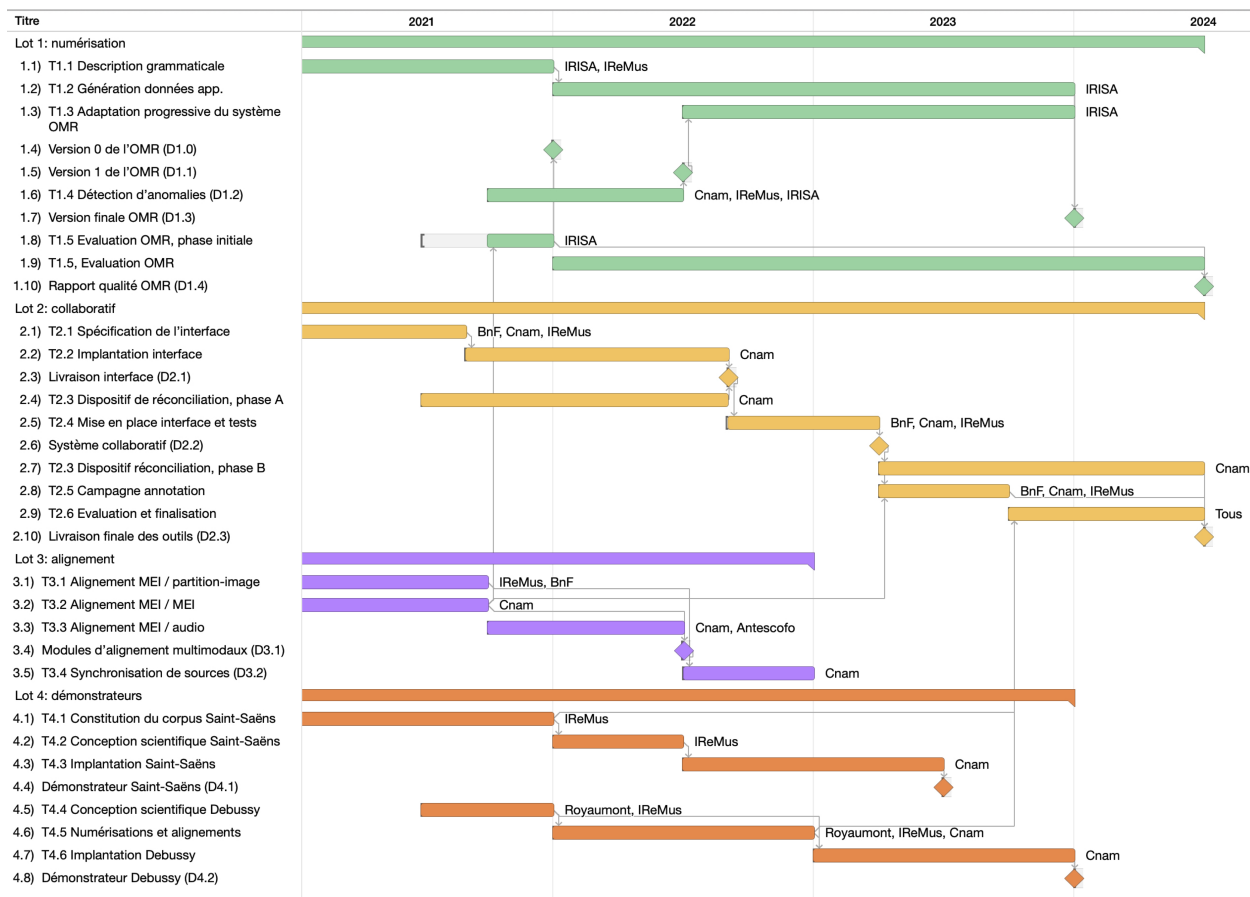 Titre 2021 2022 2023 2024
Lot 1: numérisation
1.1) T1.1 Description grammaticale IRISA, IReMus
1.2) T1.2 Génération données app. IRISA
1.3) T1.3 Adaptation progressive du système IRISA
OMR
1.4) Version 0 de l’OMR (D1.0)
1.5) Version 1 de l’OMR (D1.1)
1.6) T1.4 Détection d’anomalies (D1.2) Cnam, IReMus, IRISA
1.7) Version finale OMR (D1.3)
1.8) T1.5 Evaluation OMR, phase initiale IRISA
1.9) T1.5, Evaluation OMR
1.10) Rapport qualité OMR (D1.4)
Lot 2: collaboratif
2.1) T2.1 Spécification de l’interface BnF, Cnam, IReMus
2.2) T2.2 Implantation interface Cnam
2.3) Livraison interface (D2.1)
2.4) T2.3 Dispositif de réconciliation, phase A Cnam
2.5) T2.4 Mise en place interface et tests BnF, Cnam, IReMus
2.6) Système collaboratif (D2.2)
2.7) T2.3 Dispositif réconciliation, phase B Cnam
2.8) T2.5 Campagne annotation BnF, Cnam, IReMus
2.9) T2.6 Evaluation et finalisation Tous
2.10) Livraison finale des outils (D2.3)
Lot 3: alignement
3.1) T3.1 Alignement MEI / partition-image IReMus, BnF
3.2) T3.2 Alignement MEI / MEI Cnam
3.3) T3.3 Alignement MEI / audio Cnam, Antescofo
3.4) Modules d’alignement multimodaux (D3.1)
3.5) T3.4 Synchronisation de sources (D3.2) Cnam
Lot 4: démonstrateurs
4.1) T4.1 Constitution du corpus Saint-Saëns IReMus
4.2) T4.2 Conception scientifique Saint-Saëns IReMus
4.3) T4.3 Implantation Saint-Saëns Cnam
4.4) Démonstrateur Saint-Saëns (D4.1)
4.5) T4.4 Conception scientifique Debussy Royaumont, IReMus
4.6) T4.5 Numérisations et alignements Royaumont, IReMus, Cnam
4.7) T4.6 Implantation Debussy Cnam
4.8) Démonstrateur Debussy (D4.2)